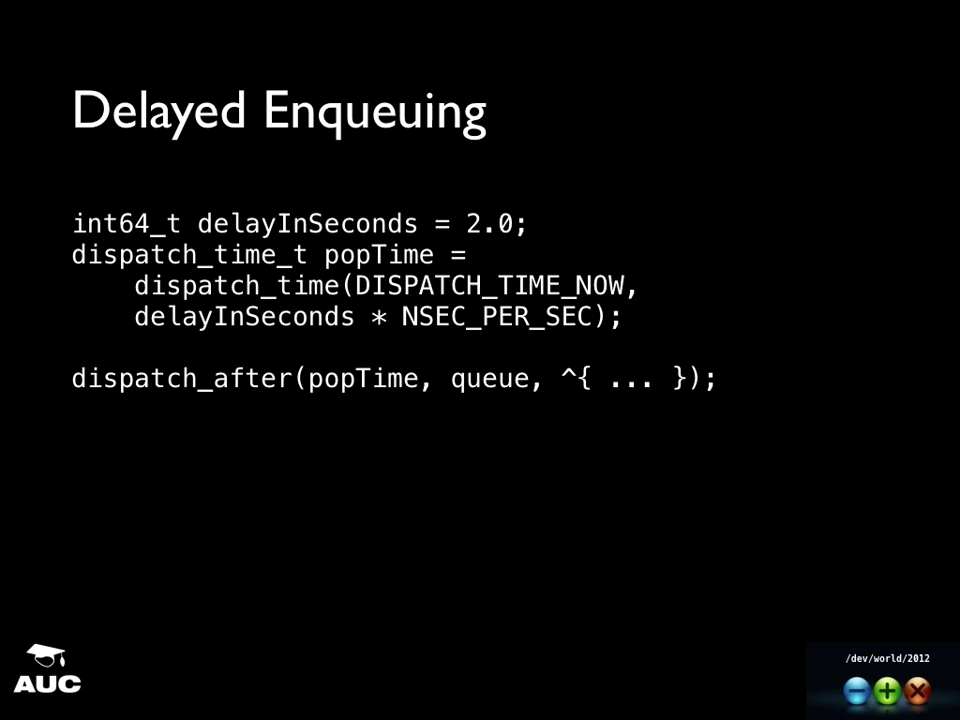 Delayed Enqueuing
int64_t delayInSeconds = 2.0;
dispatch_time_t popTime =
    dispatch_time(DISPATCH_TIME_NOW,
    delayInSeconds * NSEC_PER_SEC);
dispatch_after(popTime, queue, ^{ ... });
AUC
/dev/world/2012